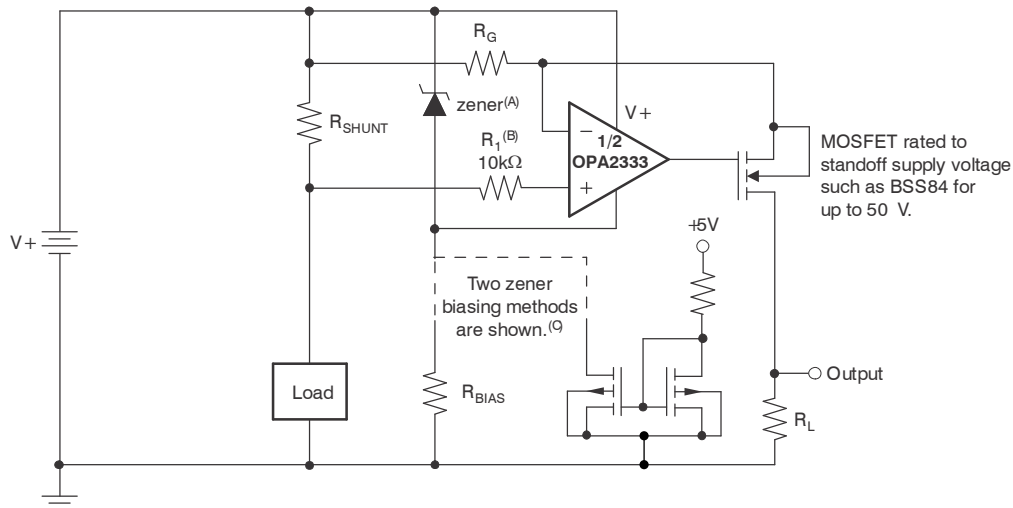 R_G
V+
zener(A)
R_SHUNT
R_1(B)
10kΩ
−
1/2
OPA2333
+
MOSFET rated to
standoff supply voltage
such as BSS84 for
up to 50 V.
V+
+5V
Two zener
biasing methods
are shown.(C)
Output
Load
R_BIAS
R_L